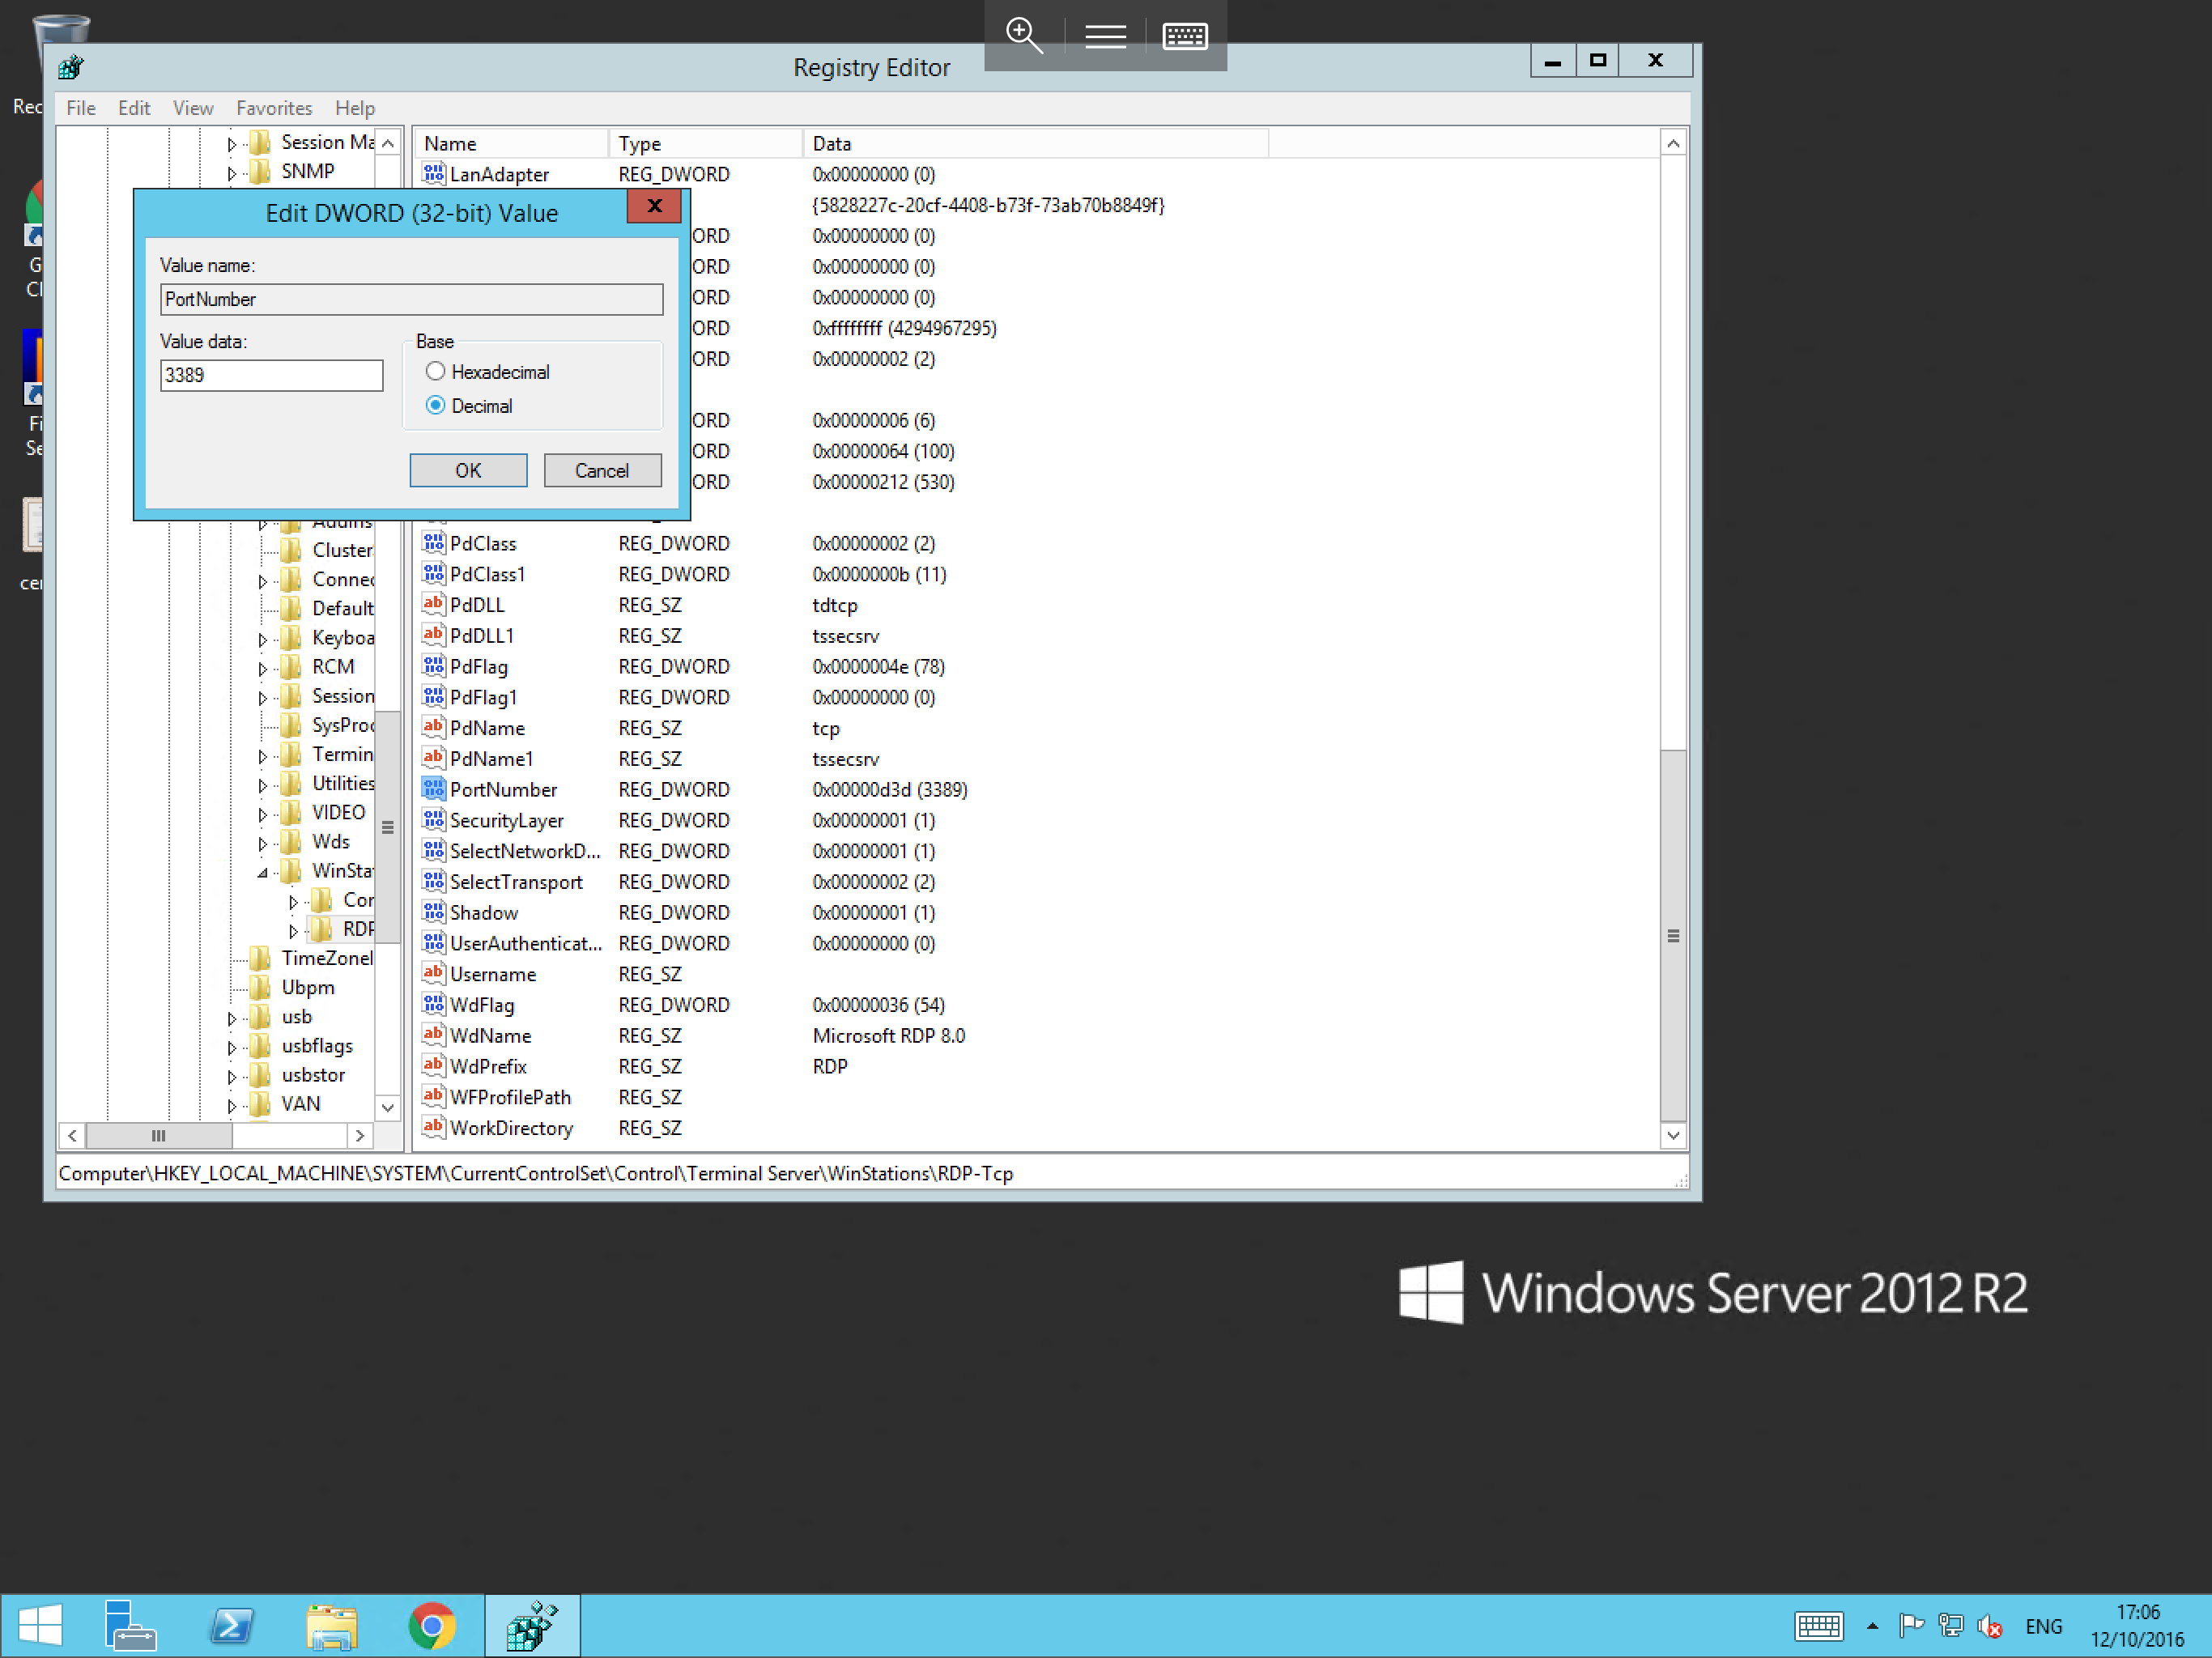 Registry Editor
Rec
File Edit View Favorites Help
Session Ma
SNMP
Name Type Data
LanAdapter REG_DWORD 0x00000000 (0)
{5828227c-20cf-4408-b73f-73ab70b8849f}
ORD 0x00000000 (0)
ORD 0x00000000 (0)
ORD 0x00000000 (0)
ORD 0xffffffff (4294967295)
ORD 0x00000002 (2)
ORD 0x00000006 (6)
ORD 0x00000064 (100)
ORD 0x00000212 (530)
Edit DWORD (32-bit) Value
Value name:
PortNumber
Value data:
3389
Base
Hexadecimal
Decimal
OK Cancel
G
Cl
Fi
Se
cer
AddIns
Cluster
Connec
Default
Keyboa
RCM
Session
SysProc
Termin
Utilities
VIDEO
Wds
WinStat
Cor
RDP
TimeZoneI
Ubpm
usb
usbflags
usbstor
VAN
PdClass REG_DWORD 0x00000002 (2)
PdClass1 REG_DWORD 0x0000000b (11)
PdDLL REG_SZ tdtcp
PdDLL1 REG_SZ tssecsrv
PdFlag REG_DWORD 0x0000004e (78)
PdFlag1 REG_DWORD 0x00000000 (0)
PdName REG_SZ tcp
PdName1 REG_SZ tssecsrv
PortNumber REG_DWORD 0x00000d3d (3389)
SecurityLayer REG_DWORD 0x00000001 (1)
SelectNetworkD... REG_DWORD 0x00000001 (1)
SelectTransport REG_DWORD 0x00000002 (2)
Shadow REG_DWORD 0x00000001 (1)
UserAuthenticat... REG_DWORD 0x00000000 (0)
Username REG_SZ
WdFlag REG_DWORD 0x00000036 (54)
WdName REG_SZ Microsoft RDP 8.0
WdPrefix REG_SZ RDP
WFProfilePath REG_SZ
WorkDirectory REG_SZ
Computer\HKEY_LOCAL_MACHINE\SYSTEM\CurrentControlSet\Control\Terminal Server\WinStations\RDP-Tcp
Windows Server 2012 R2
ENG
17:06
12/10/2016